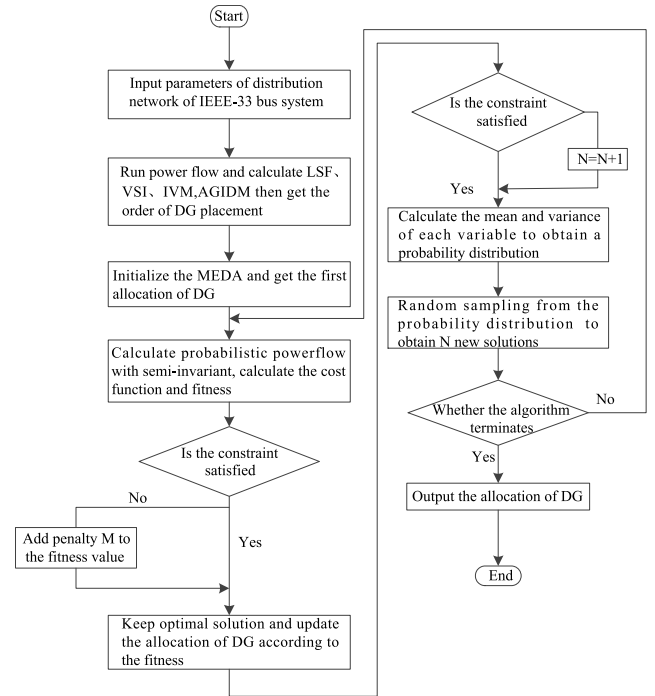 Start
Input parameters of distribution
network of IEEE-33 bus system
Run power flow and calculate LSF、
VSI、IVM,AGIDM then get the
order of DG placement
Initialize the MEDA and get the first
allocation of DG
Calculate probabilistic powerflow
with semi-invariant, calculate the cost
function and fitness
Is the constraint
satisfied
No
Add penalty M to
the fitness value
Yes
Keep optimal solution and update
the allocation of DG according to
the fitness
Is the constraint
satisfied
N=N+1
Yes
Calculate the mean and variance
of each variable to obtain a
probability distribution
Random sampling from the
probability distribution to
obtain N new solutions
Whether the algorithm
terminates
No
Yes
Output the allocation of DG
End